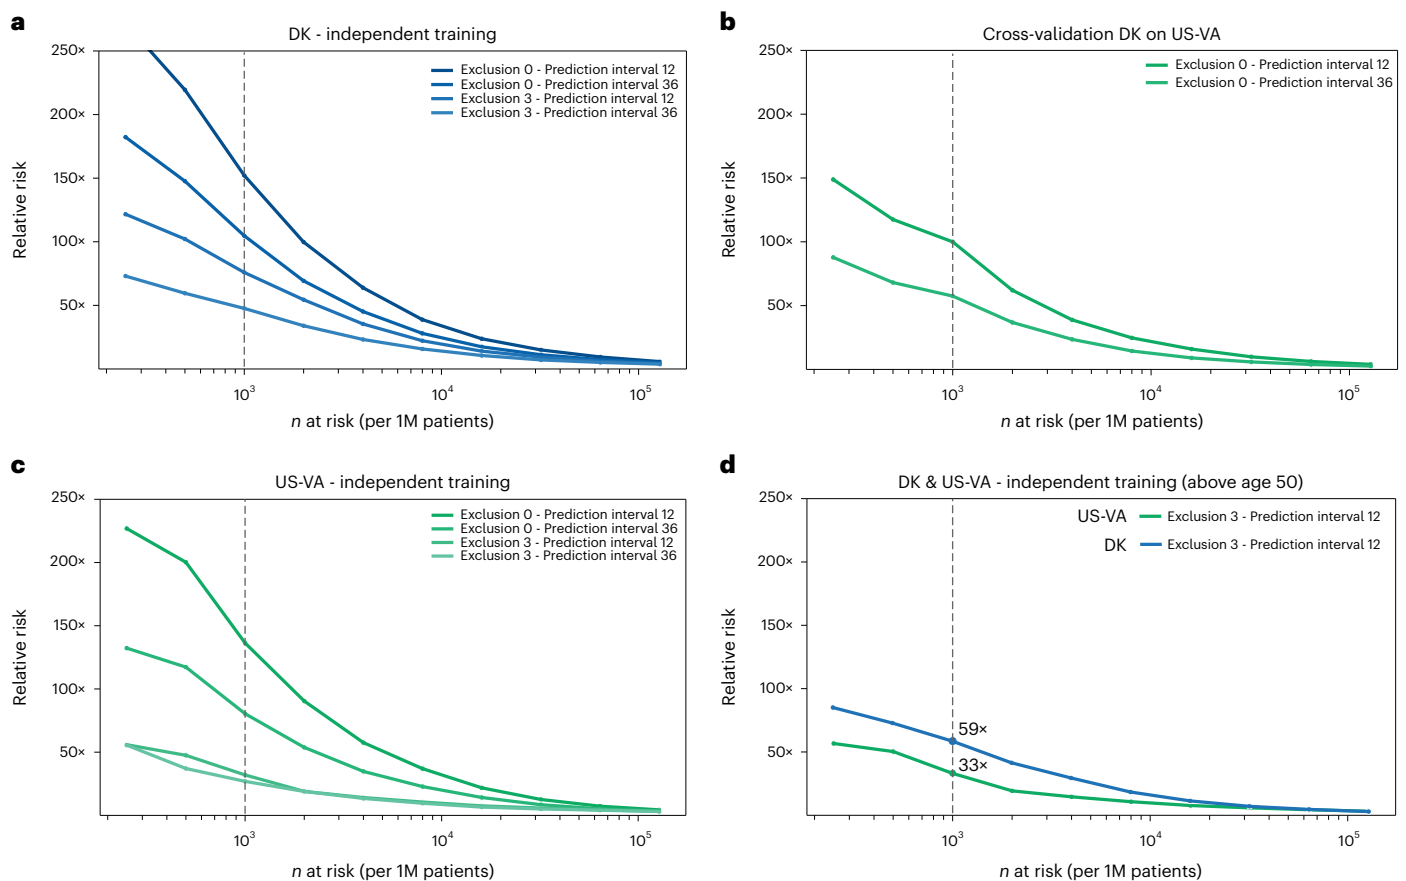 a
DK - independent training
250×
200×
150×
100×
50×
Relative risk
Exclusion 0 - Prediction interval 12
Exclusion 0 - Prediction interval 36
Exclusion 3 - Prediction interval 12
Exclusion 3 - Prediction interval 36
10³
10⁴
10⁵
n at risk (per 1M patients)
b
Cross-validation DK on US-VA
250×
200×
150×
100×
50×
Relative risk
Exclusion 0 - Prediction interval 12
Exclusion 0 - Prediction interval 36
10³
10⁴
10⁵
n at risk (per 1M patients)
c
US-VA - independent training
250×
200×
150×
100×
50×
Relative risk
Exclusion 0 - Prediction interval 12
Exclusion 0 - Prediction interval 36
Exclusion 3 - Prediction interval 12
Exclusion 3 - Prediction interval 36
10³
10⁴
10⁵
n at risk (per 1M patients)
d
DK & US-VA - independent training (above age 50)
250×
200×
150×
100×
50×
Relative risk
US-VA Exclusion 3 - Prediction interval 12
DK Exclusion 3 - Prediction interval 12
59×
33×
10³
10⁴
10⁵
n at risk (per 1M patients)